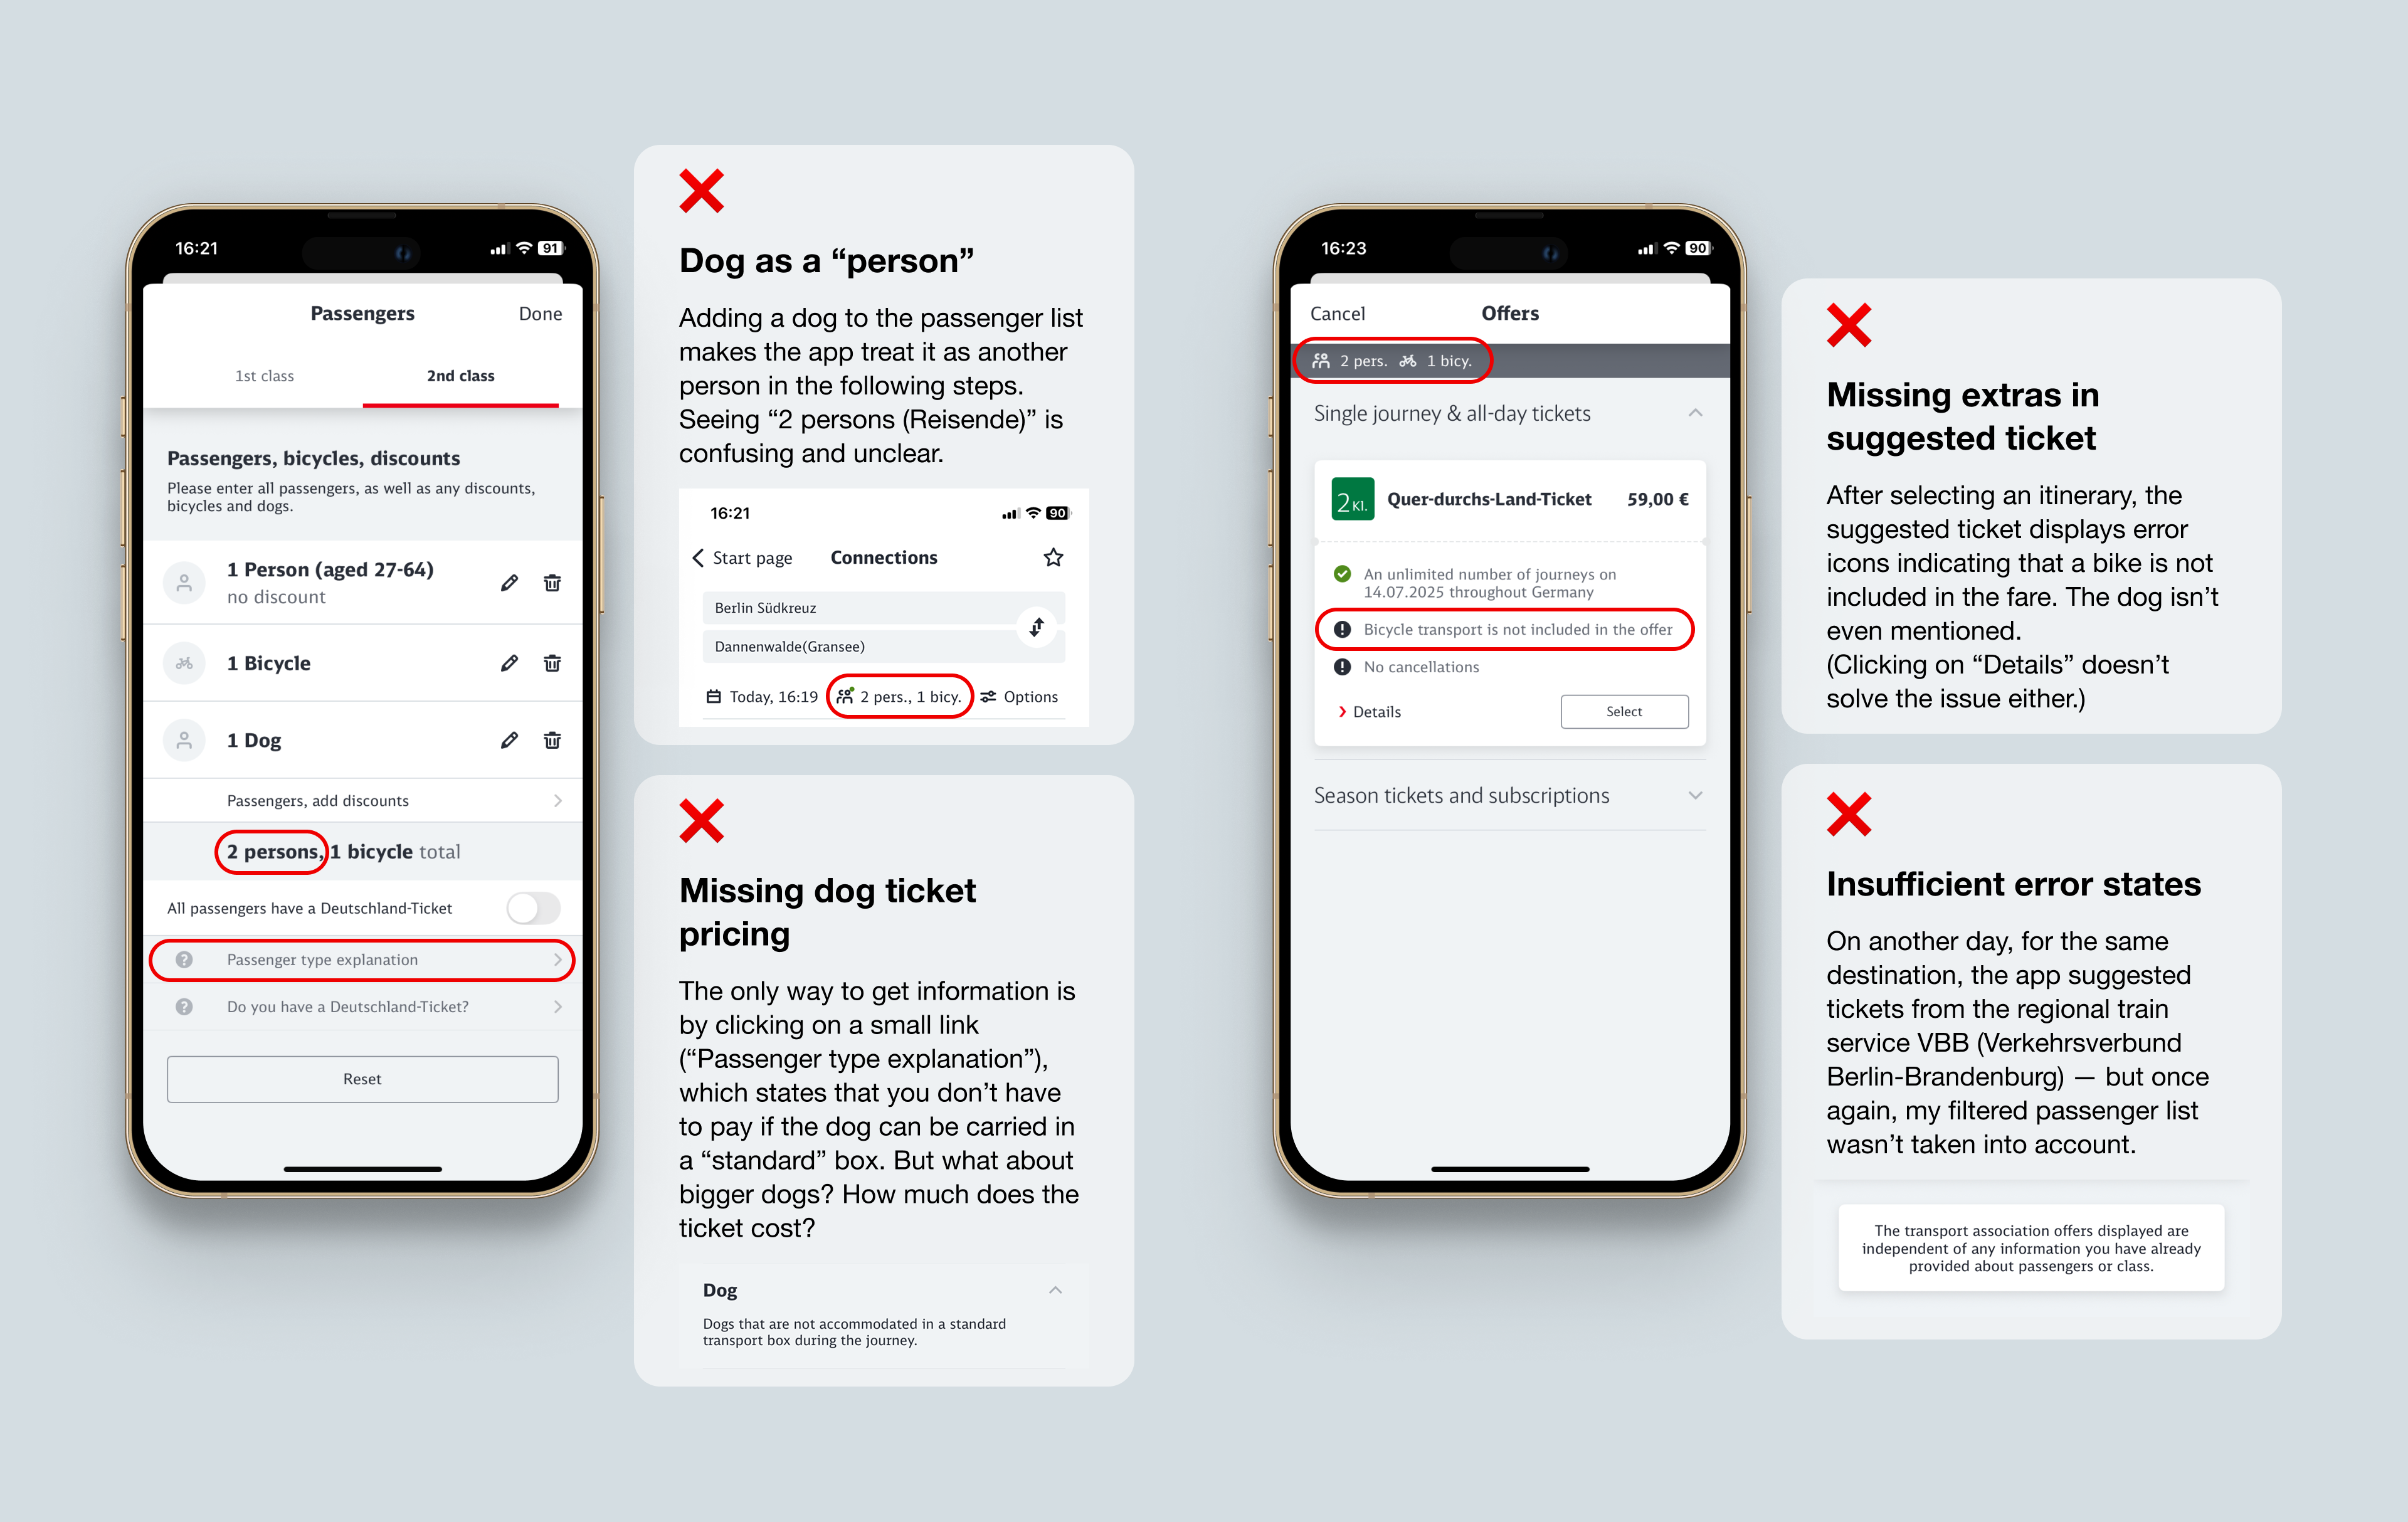 16:21
91
Passengers
Done
1st class
2nd class
Passengers, bicycles, discounts
Please enter all passengers, as well as any discounts,
bicycles and dogs.
1 Person (aged 27-64)
no discount
1 Bicycle
1 Dog
Passengers, add discounts
2 persons, 1 bicycle total
All passengers have a Deutschland-Ticket
Passenger type explanation
Do you have a Deutschland-Ticket?
Reset
Dog as a “person”
Adding a dog to the passenger list
makes the app treat it as another
person in the following steps.
Seeing “2 persons (Reisende)” is
confusing and unclear.
16:21
90
Start page
Connections
Berlin Südkreuz
Dannenwalde(Gransee)
Today, 16:19
2 pers., 1 bicy.
Options
Missing dog ticket
pricing
The only way to get information is
by clicking on a small link
(“Passenger type explanation”),
which states that you don’t have
to pay if the dog can be carried in
a “standard” box. But what about
bigger dogs? How much does the
ticket cost?
Dog
Dogs that are not accommodated in a standard
transport box during the journey.
16:23
90
Cancel
Offers
2 pers.
1 bicy.
Single journey & all-day tickets
2 Kl.
Quer-durchs-Land-Ticket
59,00 €
An unlimited number of journeys on
14.07.2025 throughout Germany
Bicycle transport is not included in the offer
No cancellations
Details
Select
Season tickets and subscriptions
Missing extras in
suggested ticket
After selecting an itinerary, the
suggested ticket displays error
icons indicating that a bike is not
included in the fare. The dog isn’t
even mentioned.
(Clicking on “Details” doesn’t
solve the issue either.)
Insufficient error states
On another day, for the same
destination, the app suggested
tickets from the regional train
service VBB (Verkehrsverbund
Berlin-Brandenburg) — but once
again, my filtered passenger list
wasn’t taken into account.
The transport association offers displayed are
independent of any information you have already
provided about passengers or class.